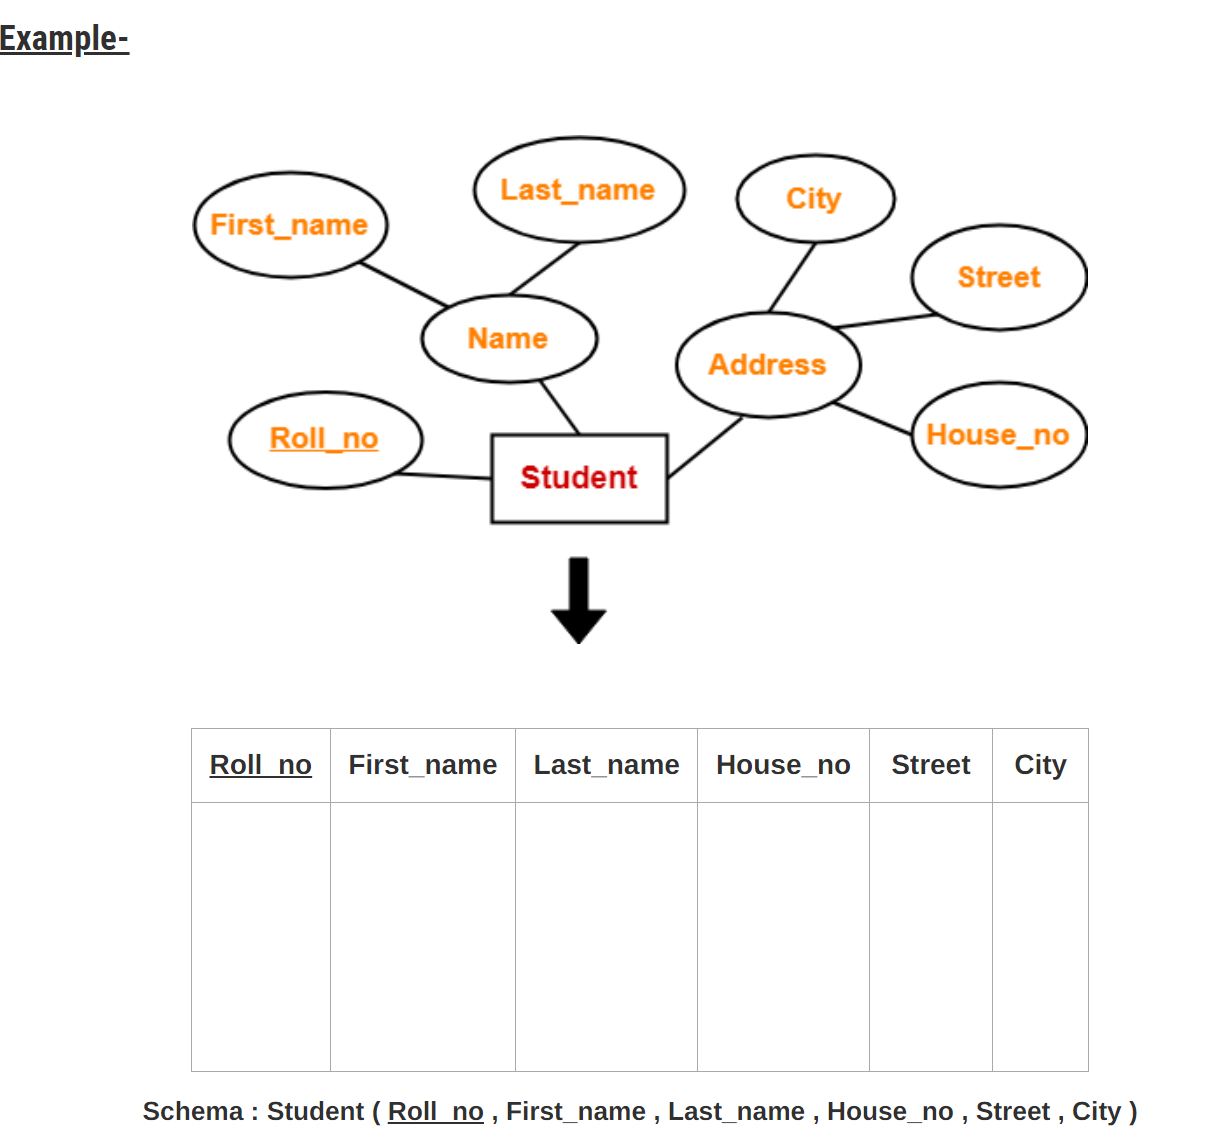 Example-
Last_name
City
First_name
Street
Name
Address
Roll_no
House_no
Student
Roll_no First_name Last_name House_no Street City
Schema : Student ( Roll_no , First_name , Last_name , House_no , Street , City )